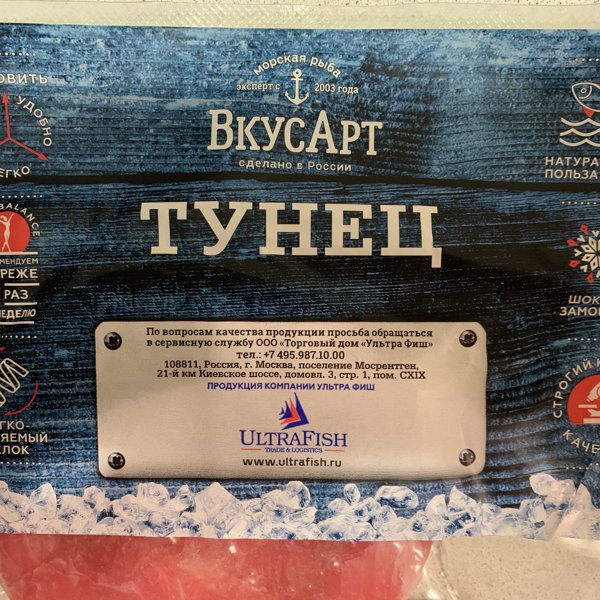 морская рыба
эксперт с 2003 года
ВкусАрт
сделано в России
ТУНЕЦ
УДОБНО
BALANCE
РАЗ
НАТУРА
ПОЛЬЗА
ШОК
ЗАМО
СТРОГИЙ
КАЧЕ
По вопросам качества продукции просьба обращаться
в сервисную службу ООО «Торговый дом «Ультра Фиш»
тел.: +7 495.987.10.00
108811, Россия, г. Москва, поселение Мосрентген,
21-й км Киевское шоссе, домовл. 3, стр. 1, пом. CXIX
ПРОДУКЦИЯ КОМПАНИИ УЛЬТРА ФИШ
ULTRAFISH
TRADE & LOGISTICS
www.ultrafish.ru